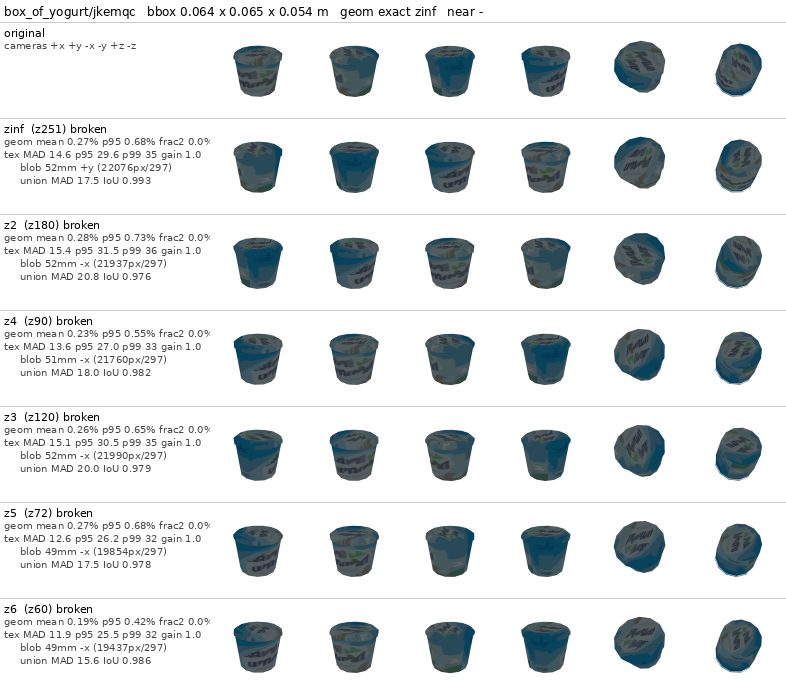 box_of_yogurt/jkemqc bbox 0.064 x 0.065 x 0.054 m geom exact zinf near -
original
cameras +x +y -x -y +z -z
zinf (z251) broken
geom mean 0.27% p95 0.68% frac2 0.0%
tex MAD 14.6 p95 29.6 p99 35 gain 1.0
blob 52mm +y (22076px/297)
union MAD 17.5 IoU 0.993
z2 (z180) broken
geom mean 0.28% p95 0.73% frac2 0.0%
tex MAD 15.4 p95 31.5 p99 36 gain 1.0
blob 52mm -x (21937px/297)
union MAD 20.8 IoU 0.976
z4 (z90) broken
geom mean 0.23% p95 0.55% frac2 0.0%
tex MAD 13.6 p95 27.0 p99 33 gain 1.0
blob 51mm -x (21760px/297)
union MAD 18.0 IoU 0.982
z3 (z120) broken
geom mean 0.26% p95 0.65% frac2 0.0%
tex MAD 15.1 p95 30.5 p99 35 gain 1.0
blob 52mm -x (21990px/297)
union MAD 20.0 IoU 0.979
z5 (z72) broken
geom mean 0.27% p95 0.68% frac2 0.0%
tex MAD 12.6 p95 26.2 p99 32 gain 1.0
blob 49mm -x (19854px/297)
union MAD 17.5 IoU 0.978
z6 (z60) broken
geom mean 0.19% p95 0.42% frac2 0.0%
tex MAD 11.9 p95 25.5 p99 32 gain 1.0
blob 49mm -x (19437px/297)
union MAD 15.6 IoU 0.986